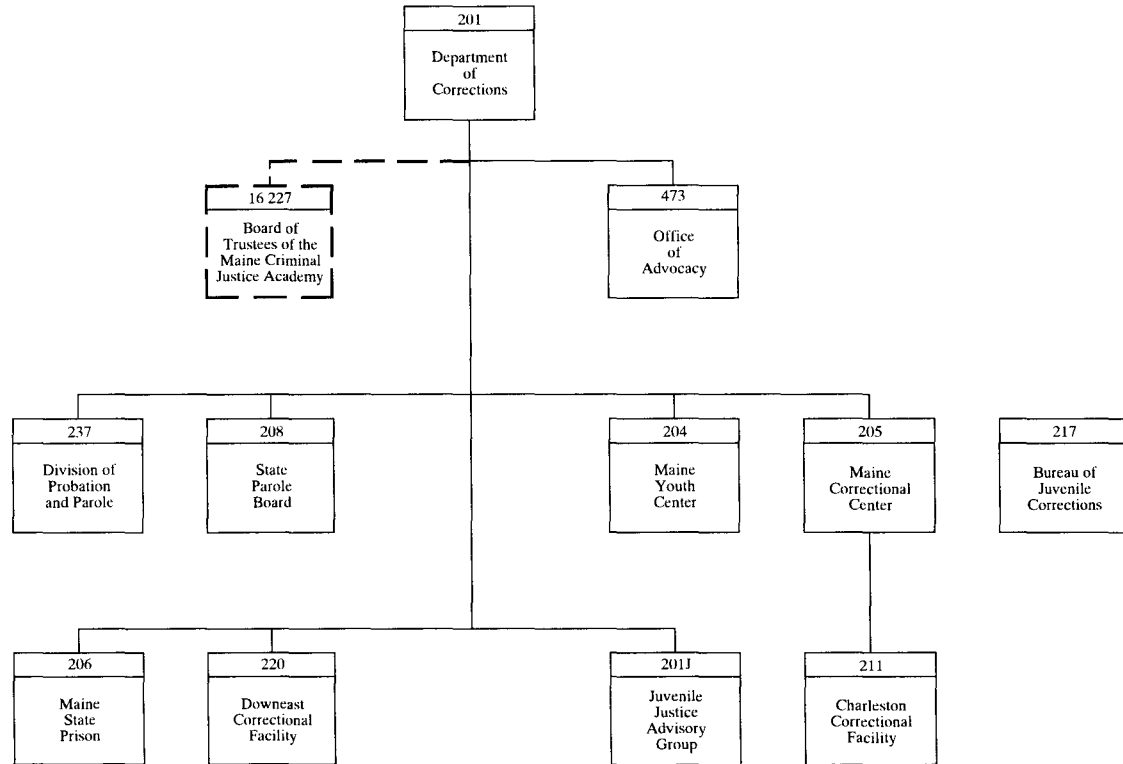 201
Department
of
Corrections
16 227
Board of
Trustees of the
Maine Criminal
Justice Academy
473
Office
of
Advocacy
237
Division of
Probation
and Parole
208
State
Parole
Board
204
Maine
Youth
Center
205
Maine
Correctional
Center
217
Bureau of
Juvenile
Corrections
206
Maine
State
Prison
220
Downeast
Correctional
Facility
201J
Juvenile
Justice
Advisory
Group
211
Charleston
Correctional
Facility